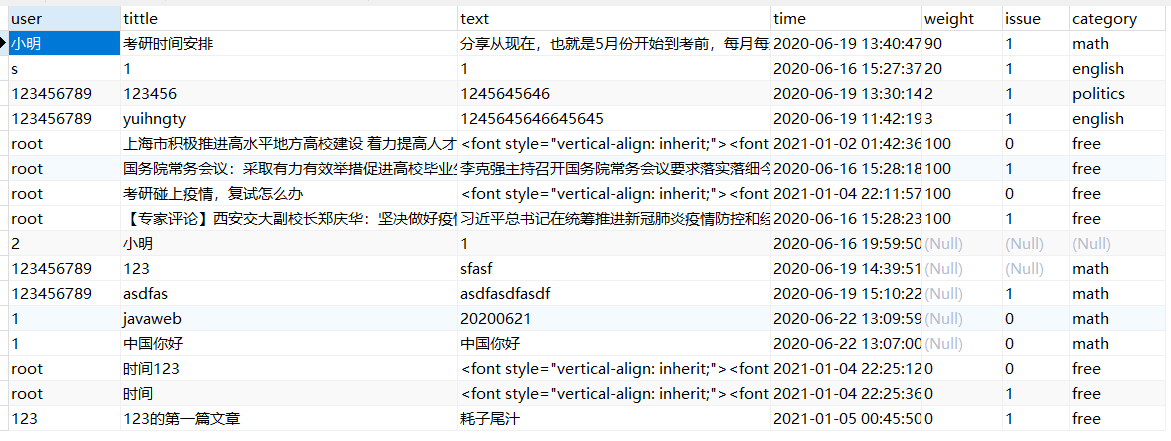 user tittle text time weight issue category
小明 考研时间安排 分享从现在，也就是5月份开始到考前，每月每 2020-06-19 13:40:47 90 1 math
s 1 1 2020-06-16 15:27:37 20 1 english
123456789 123456 1245645646 2020-06-19 13:30:14 2 1 politics
123456789 yuihngty 1245645646645645 2020-06-19 11:42:19 3 1 english
root 上海市积极推进高水平地方高校建设 着力提高人才 <font style="vertical-align: inherit;"><font 2021-01-02 01:42:36 100 0 free
root 国务院常务会议：采取有力有效举措促进高校毕业生 李克强主持召开国务院常务会议要求落实落细今 2020-06-16 15:28:18 100 1 free
root 考研碰上疫情，复试怎么办 <font style="vertical-align: inherit;"><font 2021-01-04 22:11:57 100 0 free
root 【专家评论】西安交大副校长郑庆华：坚决做好疫情 习近平总书记在统筹推进新冠肺炎疫情防控和经 2020-06-16 15:28:23 100 1 free
2 小明 1 2020-06-16 19:59:50 (Null) (Null) (Null)
123456789 123 sfasf 2020-06-19 14:39:51 (Null) (Null) math
123456789 asdfas asdfasdfasdf 2020-06-19 15:10:22 (Null) 1 math
1 javaweb 20200621 2020-06-22 13:09:59 (Null) 0 math
1 中国你好 中国你好 2020-06-22 13:07:00 (Null) 0 math
root 时间123 <font style="vertical-align: inherit;"><font 2021-01-04 22:25:12 0 0 free
root 时间 <font style="vertical-align: inherit;"><font 2021-01-04 22:25:36 0 1 free
123 123的第一篇文章 耗子尾汁 2021-01-05 00:45:50 0 1 free